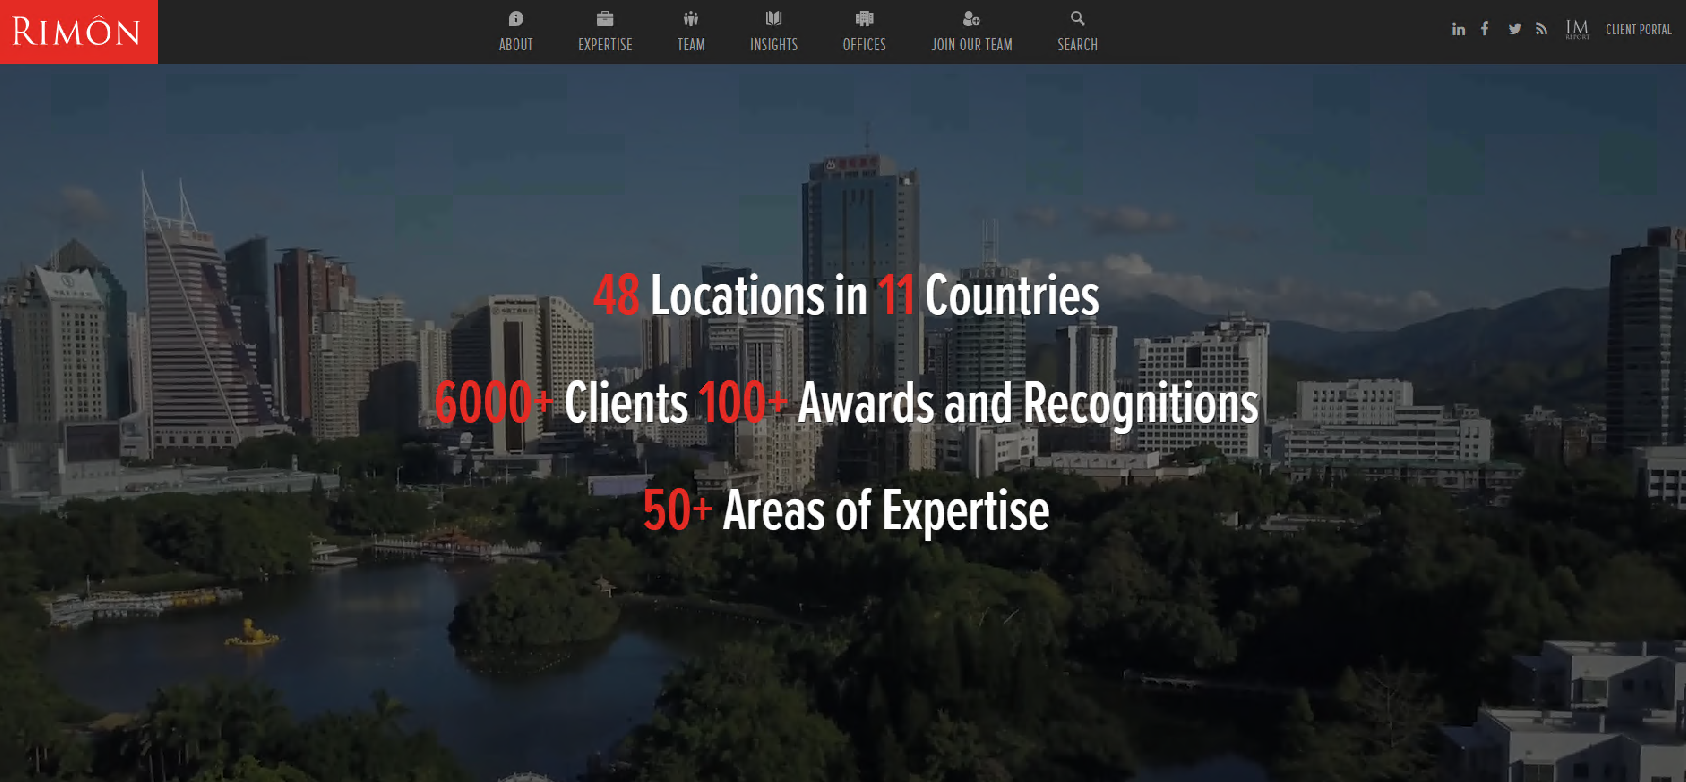 RIMÔN
ABOUT
EXPERTISE
TEAM
INSIGHTS
OFFICES
JOIN OUR TEAM
SEARCH
IM
REPORT
CLIENT PORTAL
48 Locations in 11 Countries
6000+ Clients 100+ Awards and Recognitions
50+ Areas of Expertise